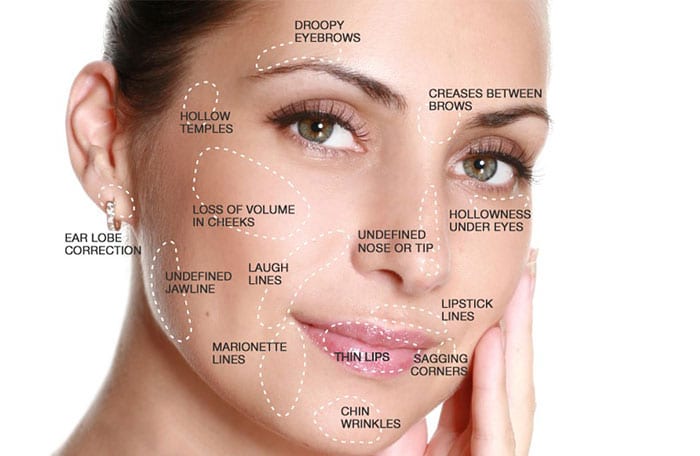 DROOPY
EYEBROWS
CREASES BETWEEN
BROWS
HOLLOW
TEMPLES
LOSS OF VOLUME
IN CHEEKS
HOLLOWNESS
UNDER EYES
EAR LOBE
CORRECTION
UNDEFINED
NOSE OR TIP
UNDEFINED
JAWLINE
LAUGH
LINES
LIPSTICK
LINES
MARIONETTE
LINES
THIN LIPS
SAGGING
CORNERS
CHIN
WRINKLES